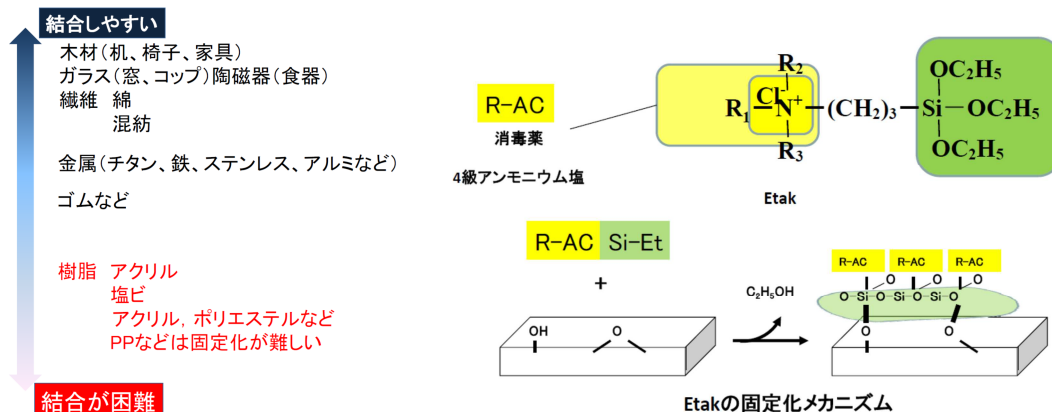 結合しやすい
木材(机、椅子、家具)
ガラス(窓、コップ)陶磁器(食器)
繊維 綿
混紡
金属(チタン、鉄、ステンレス、アルミなど)
ゴムなど
樹脂 アクリル
塩ビ
アクリル, ポリエステルなど
PPなどは固定化が難しい
結合が困難
R-AC
消毒薬
4級アンモニウム塩
R2
Cl-
R1 N+ (CH2)3 Si
R3
OC2H5
OC2H5
OC2H5
Etak
R-AC Si-Et
+
OH O
C2H5OH
R-AC R-AC R-AC
O O O
O Si O Si O Si O
O O
Etakの固定化メカニズム